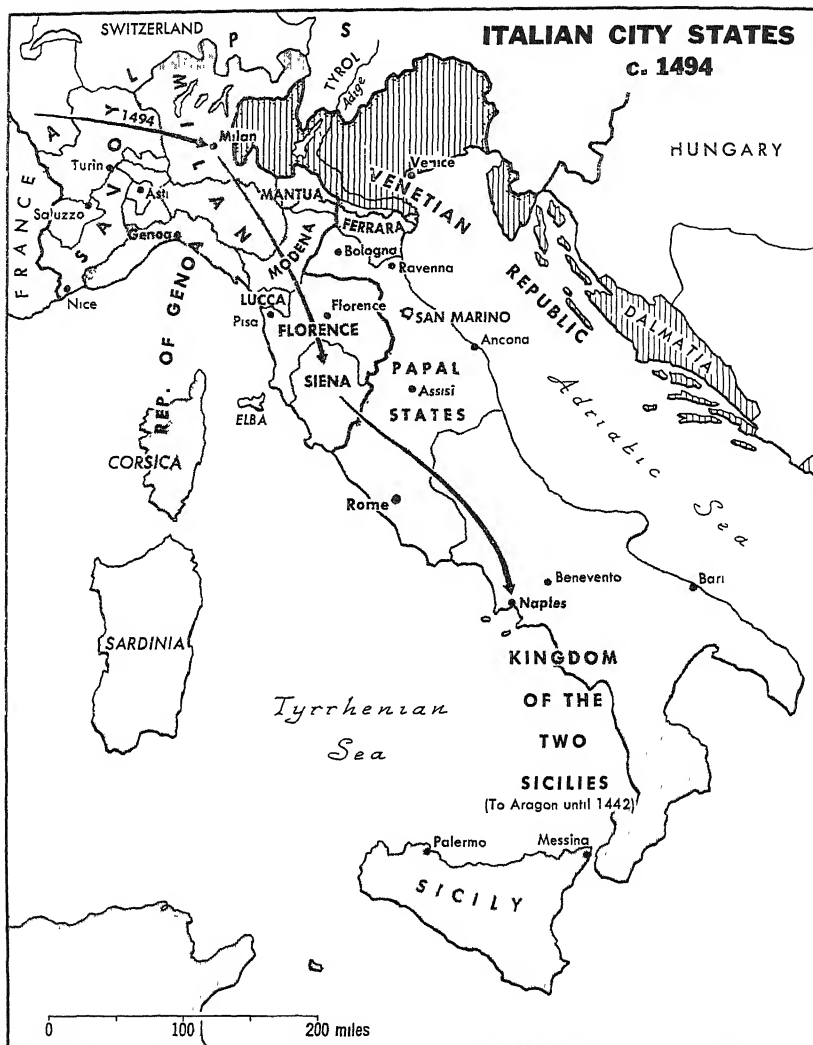 ITALIAN CITY STATES
c. 1494
SWITZERLAND
ALPS
TYROL
Adige
HUNGARY
1494
Milan
MILAN
Turin
SAVOY
Asti
Saluzzo
FRANCE
Genoa
Nice
REP. OF GENOA
MANTUA
Venice
VENETIAN
REPUBLIC
FERRARA
MODENA
Bologna
Ravenna
LUCCA
Pisa
Florence
FLORENCE
SAN MARINO
Ancona
DALMATIA
SIENA
PAPAL
STATES
Assisi
ELBA
CORSICA
Rome
Adriatic Sea
Benevento
Bari
Naples
SARDINIA
KINGDOM
OF THE
TWO
SICILIES
(To Aragon until 1442)
Tyrrhenian
Sea
Palermo
Messina
SICILY
0 100 200 miles